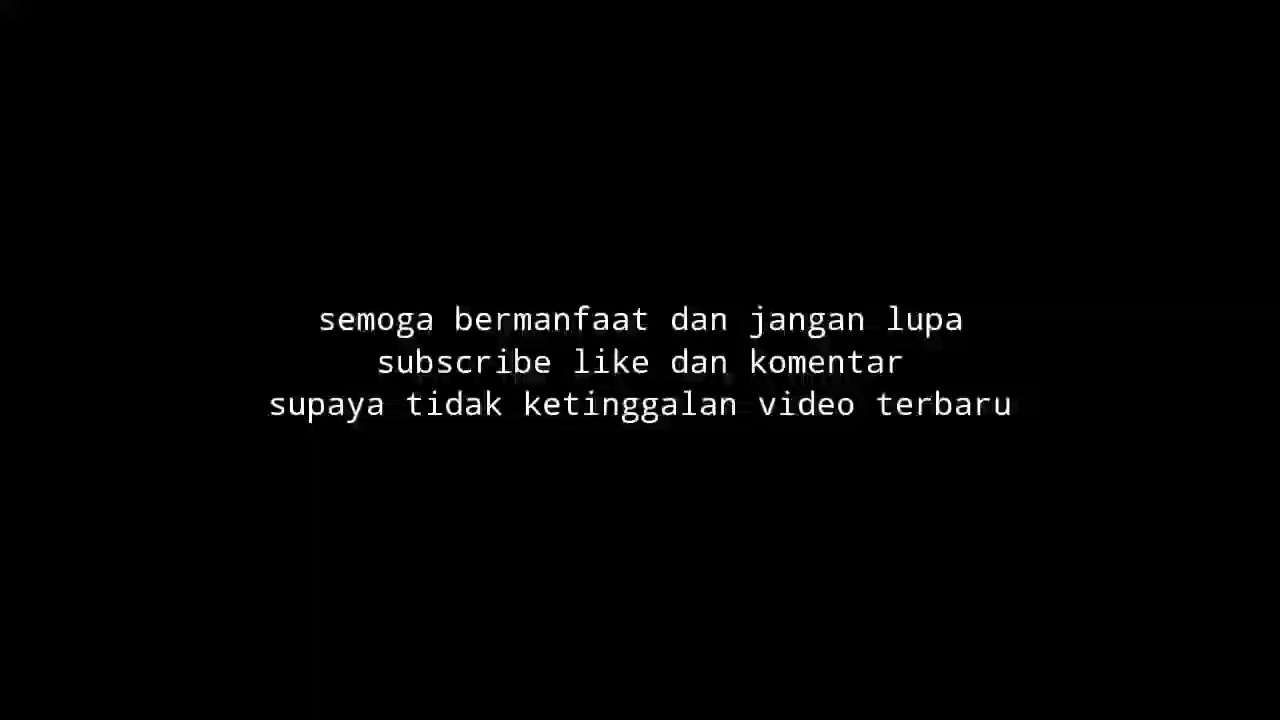 semoga bermanfaat dan jangan lupa
subscribe like dan komentar
supaya tidak ketinggalan video terbaru